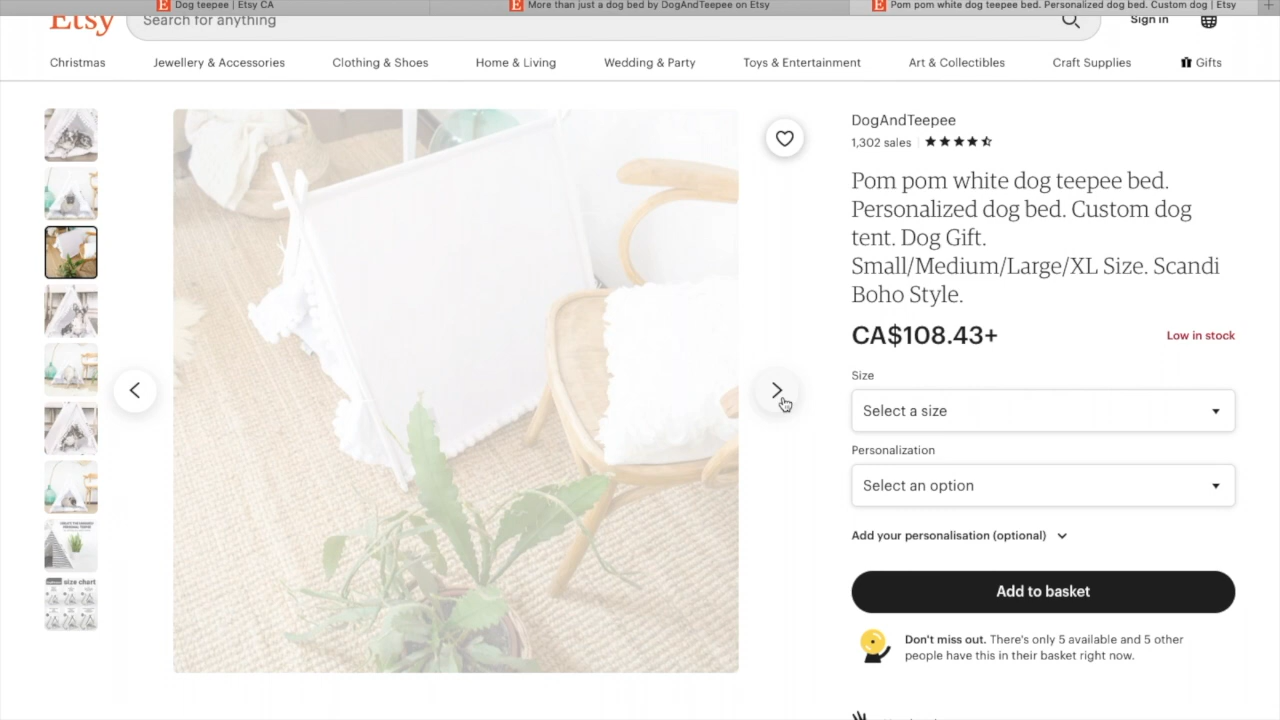 Dog teepee | Etsy CA
More than just a dog bed by DogAndTeepee on Etsy
Pom pom white dog teepee bed. Personalized dog bed. Custom dog | Etsy
Etsy
Search for anything
Sign in
Christmas
Jewellery & Accessories
Clothing & Shoes
Home & Living
Wedding & Party
Toys & Entertainment
Art & Collectibles
Craft Supplies
Gifts
DogAndTeepee
1,302 sales
Pom pom white dog teepee bed.
Personalized dog bed. Custom dog
tent. Dog Gift.
Small/Medium/Large/XL Size. Scandi
Boho Style.
CA$108.43+
Low in stock
Size
Select a size
Personalization
Select an option
Add your personalisation (optional)
Add to basket
Don't miss out. There's only 5 available and 5 other
people have this in their basket right now.
size chart